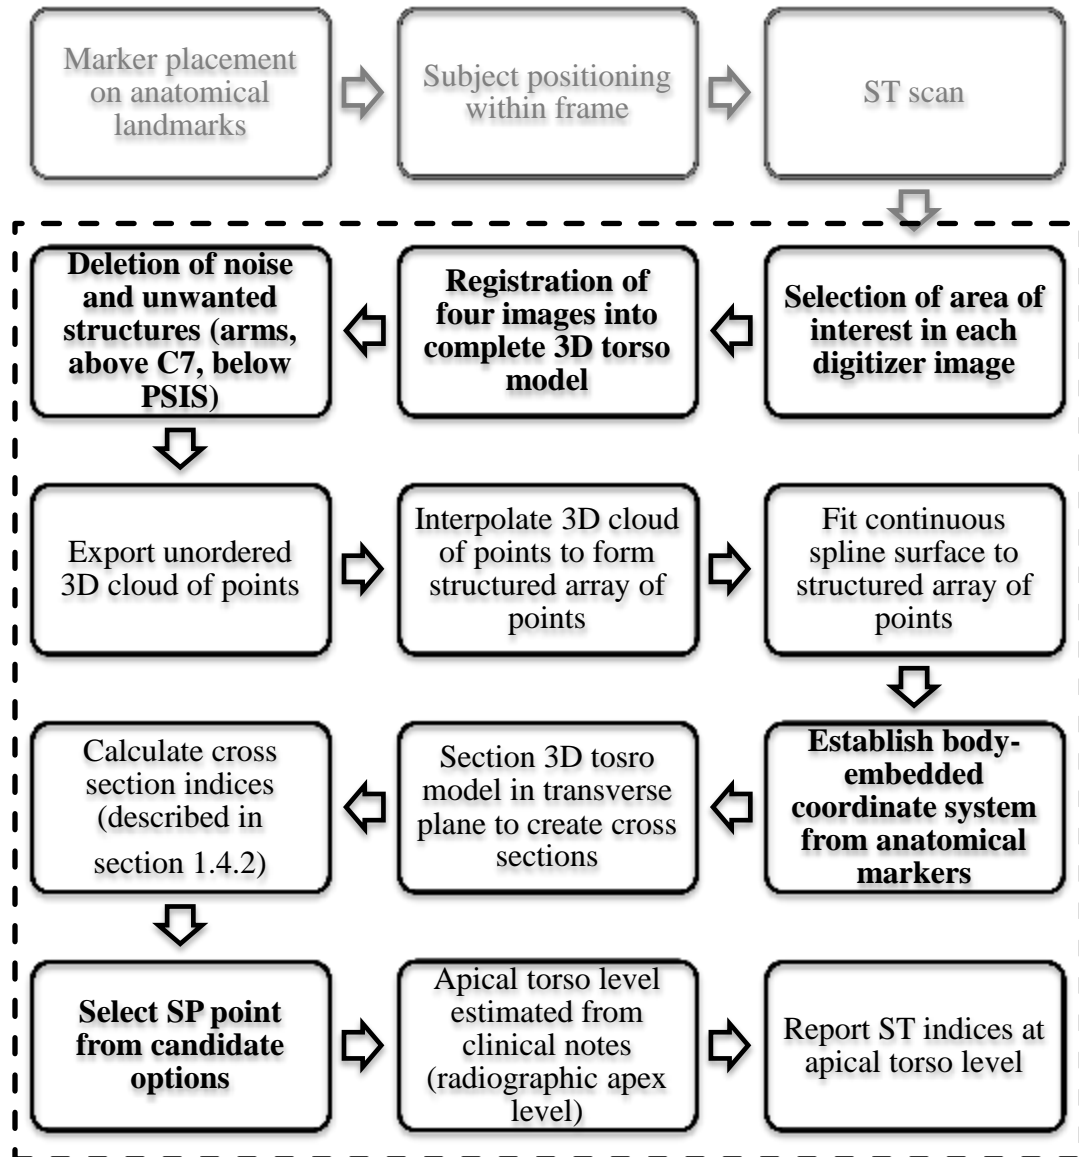 Marker placement
on anatomical
landmarks
Subject positioning
within frame
ST scan
Deletion of noise
and unwanted
structures (arms,
above C7, below
PSIS)
Registration of
four images into
complete 3D torso
model
Selection of area of
interest in each
digitizer image
Export unordered
3D cloud of points
Interpolate 3D cloud
of points to form
structured array of
points
Fit continuous
spline surface to
structured array of
points
Calculate cross
section indices
(described in
section 1.4.2)
Section 3D tosro
model in transverse
plane to create cross
sections
Establish body-
embedded
coordinate system
from anatomical
markers
Select SP point
from candidate
options
Apical torso level
estimated from
clinical notes
(radiographic apex
level)
Report ST indices at
apical torso level